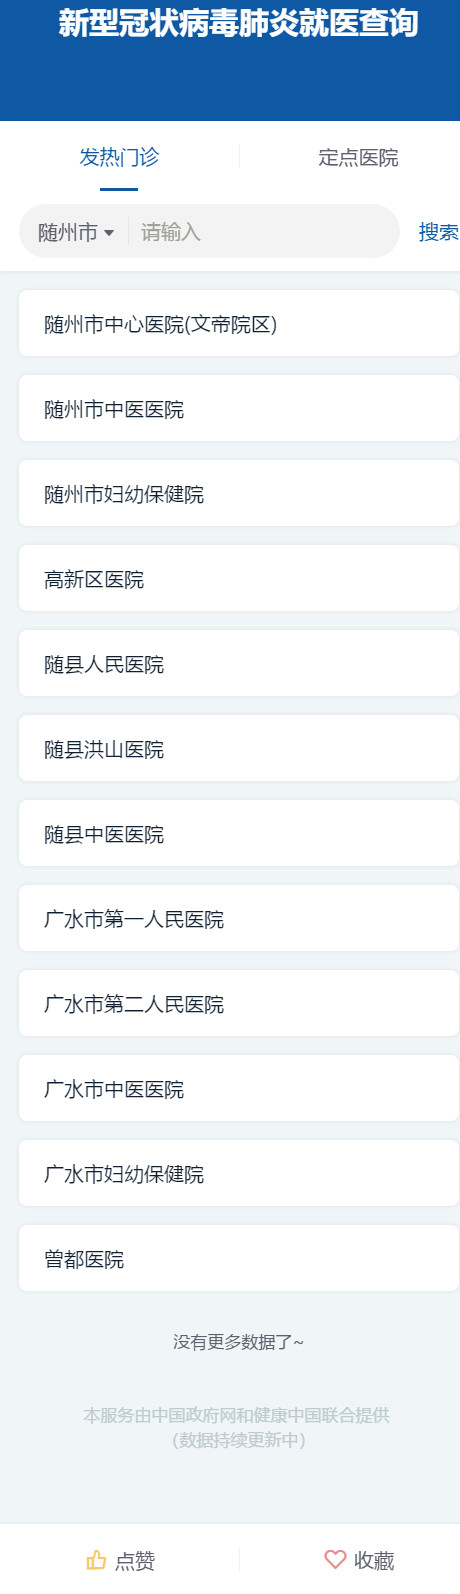 新型冠状病毒肺炎就医查询
发热门诊
定点医院
随州市 请输入 搜索
随州市中心医院(文帝院区)
随州市中医医院
随州市妇幼保健院
高新区医院
随县人民医院
随县洪山医院
随县中医医院
广水市第一人民医院
广水市第二人民医院
广水市中医医院
广水市妇幼保健院
曾都医院
没有更多数据了~
本服务由中国政府网和健康中国联合提供
（数据持续更新中）
点赞
收藏